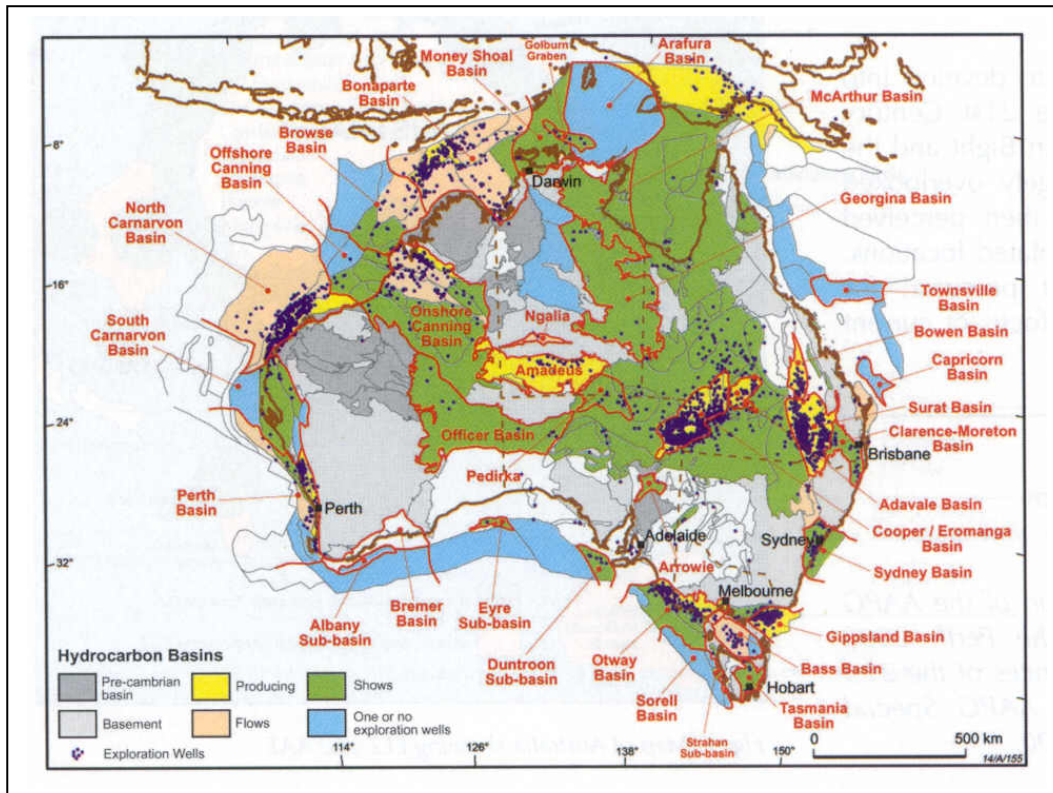 Golburn
Graben
Money Shoal
Basin
Arafura
Basin
Bonaparte
Basin
McArthur Basin
Browse
Basin
-8°
Offshore
Canning
Basin
Darwin
Georgina Basin
North
Carnarvon
Basin
16°
Townsville
Basin
South
Carnarvon
Basin
Onshore
Canning
Basin
Ngalia
Bowen Basin
Amadeus
Capricorn
Basin
24°
Surat Basin
Officer Basin
Clarence-Moreton
Basin
Brisbane
Pedirka
Perth
Basin
Perth
Adavale Basin
Adelaide
Sydney
Cooper / Eromanga
Basin
-32°
Arrowie
Sydney Basin
Melbourne
Albany
Sub-basin
Bremer
Basin
Eyre
Sub-basin
Gippsland Basin
Duntroon
Sub-basin
Otway
Basin
Bass Basin
Hobart
Sorell
Basin
Tasmania
Basin
Strahan
Sub-basin
Hydrocarbon Basins
Pre-cambrian
basin
Producing
Shows
Basement
Flows
One or no
exploration wells
Exploration Wells
114°
126°
150°
0
500 km
14/A/155